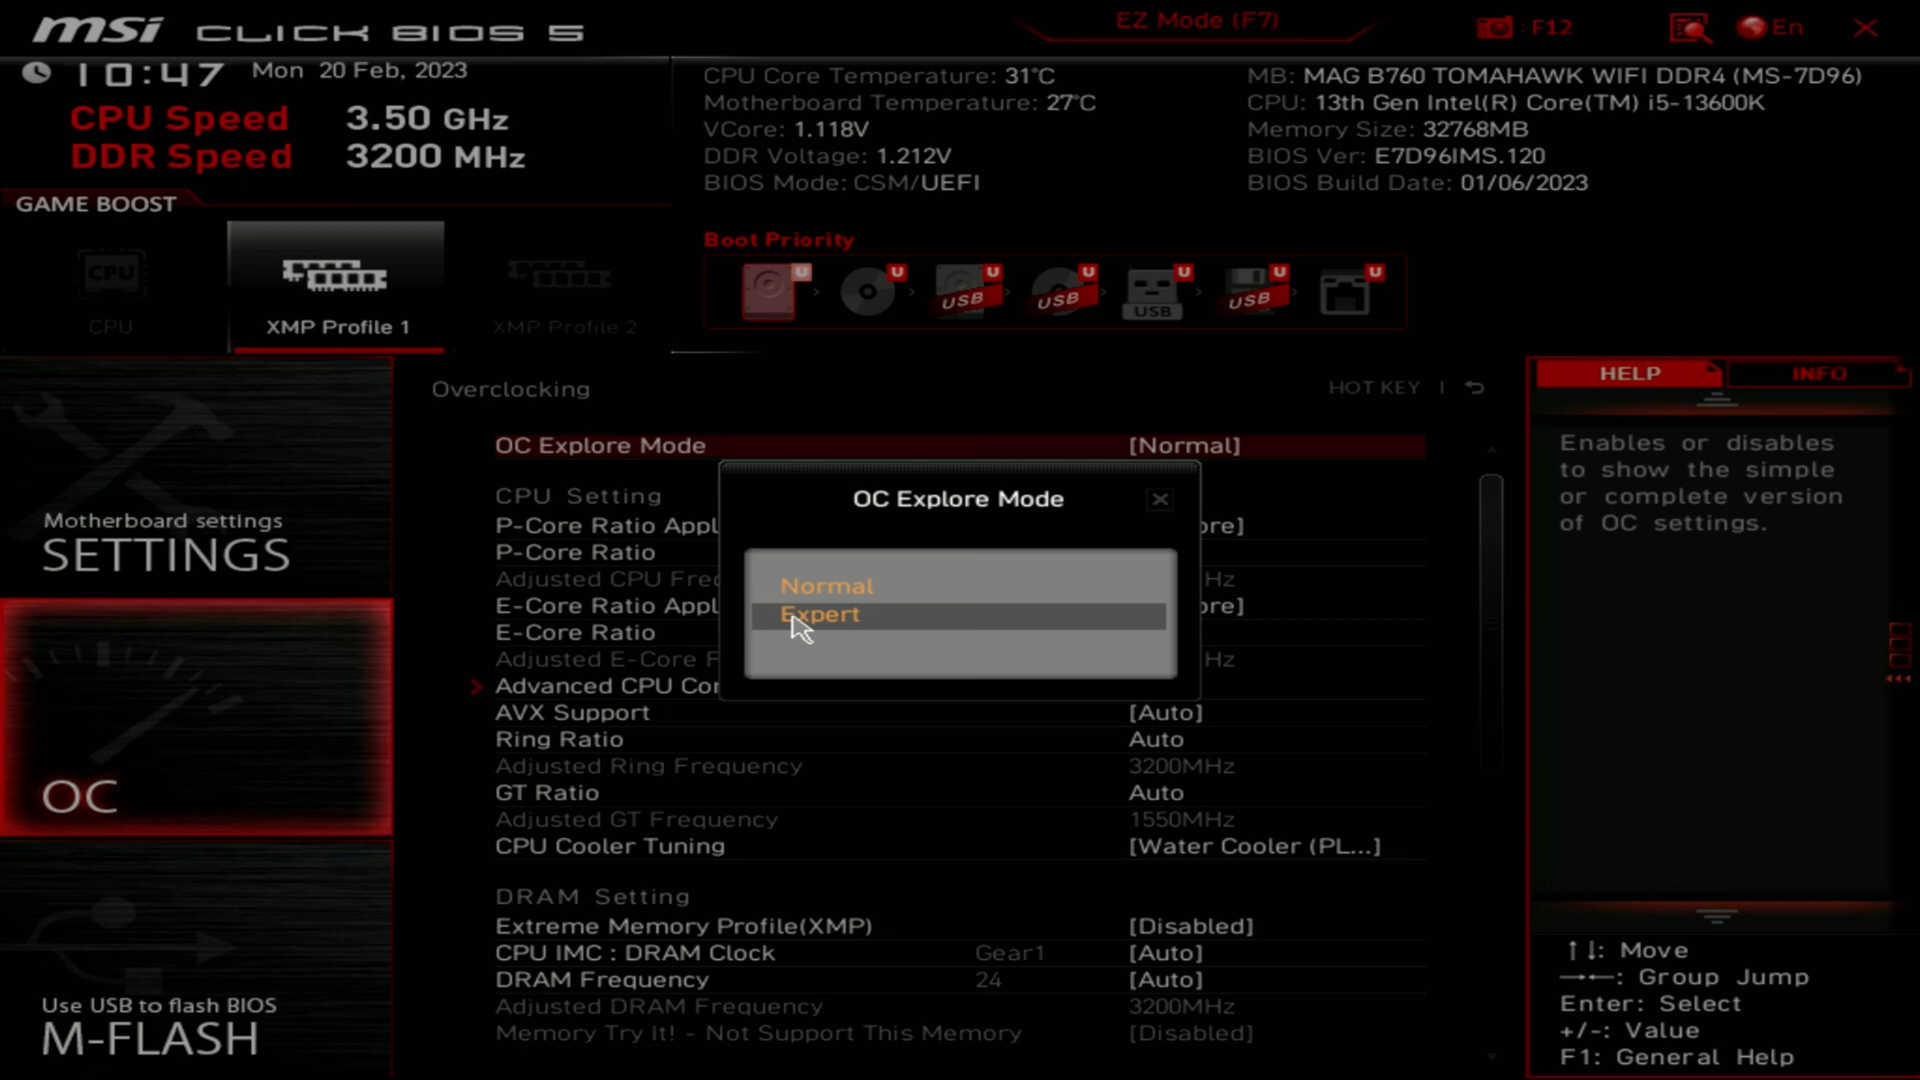 msi CLICK BIOS 5
EZ Mode (F7)
: F12
En
10:47 Mon 20 Feb, 2023
CPU Speed 3.50 GHz
DDR Speed 3200 MHz
CPU Core Temperature: 31°C
Motherboard Temperature: 27°C
VCore: 1.118V
DDR Voltage: 1.212V
BIOS Mode: CSM/UEFI
MB: MAG B760 TOMAHAWK WIFI DDR4 (MS-7D96)
CPU: 13th Gen Intel(R) Core(TM) i5-13600K
Memory Size: 32768MB
BIOS Ver: E7D96IMS.120
BIOS Build Date: 01/06/2023
GAME BOOST
CPU
CPU
XMP Profile 1
XMP Profile 2
Boot Priority
U U U U U U U
USB USB USB USB
Motherboard settings
SETTINGS
OC
Use USB to flash BIOS
M-FLASH
Overclocking
HOT KEY |
OC Explore Mode [Normal]
CPU Setting
P-Core Ratio Appl ore]
P-Core Ratio
Adjusted CPU Fre Hz
E-Core Ratio Appl ore]
E-Core Ratio
Adjusted E-Core F Hz
Advanced CPU Co
AVX Support [Auto]
Ring Ratio Auto
Adjusted Ring Frequency 3200MHz
GT Ratio Auto
Adjusted GT Frequency 1550MHz
CPU Cooler Tuning [Water Cooler (PL...]
DRAM Setting
Extreme Memory Profile(XMP) [Disabled]
CPU IMC : DRAM Clock Gear1 [Auto]
DRAM Frequency 24 [Auto]
Adjusted DRAM Frequency 3200MHz
Memory Try It! - Not Support This Memory [Disabled]
OC Explore Mode
Normal
Expert
HELP
INFO
Enables or disables
to show the simple
or complete version
of OC settings.
↑↓: Move
→←: Group Jump
Enter: Select
+/-: Value
F1: General Help